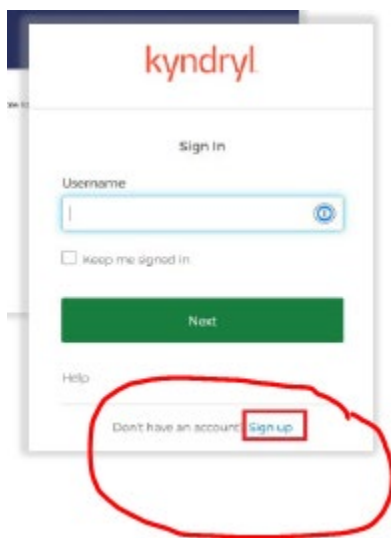 kyndryl
Sign In
Username
Keep me signed in
Next
Help
Don't have an account? Sign up